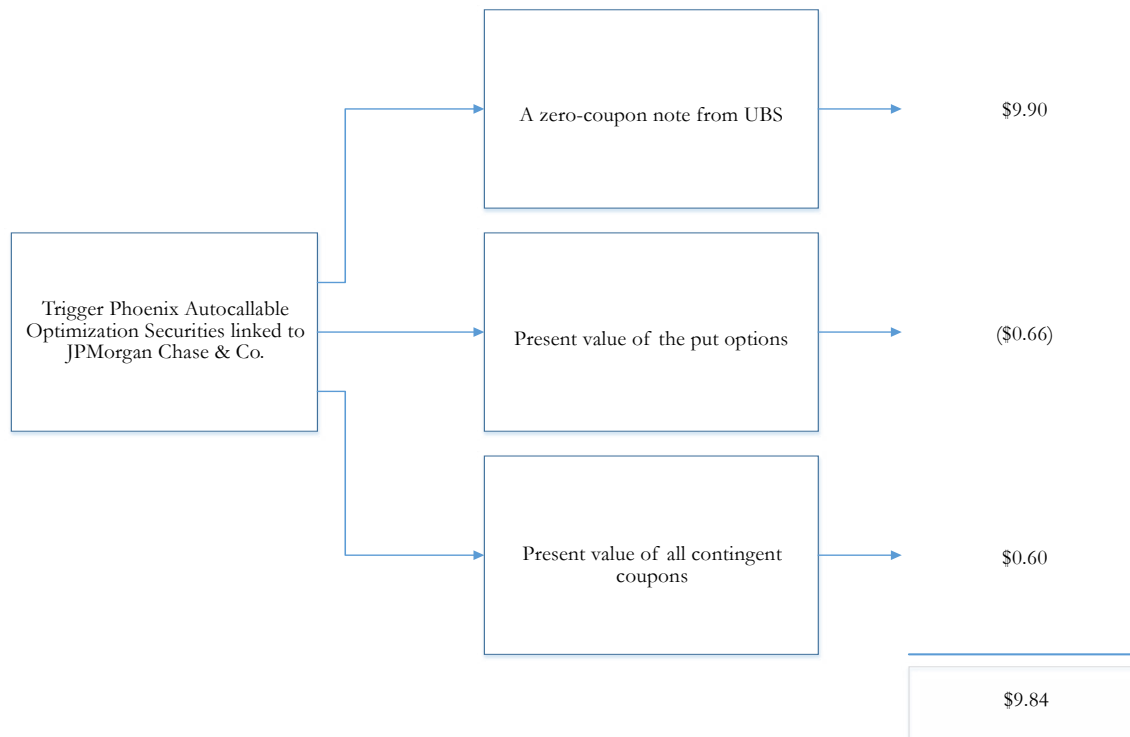 A zero-coupon note from UBS
$9.90
Trigger Phoenix Autocallable
Optimization Securities linked to
JPMorgan Chase & Co.
Present value of the put options
($0.66)
Present value of all contingent
coupons
$0.60
$9.84